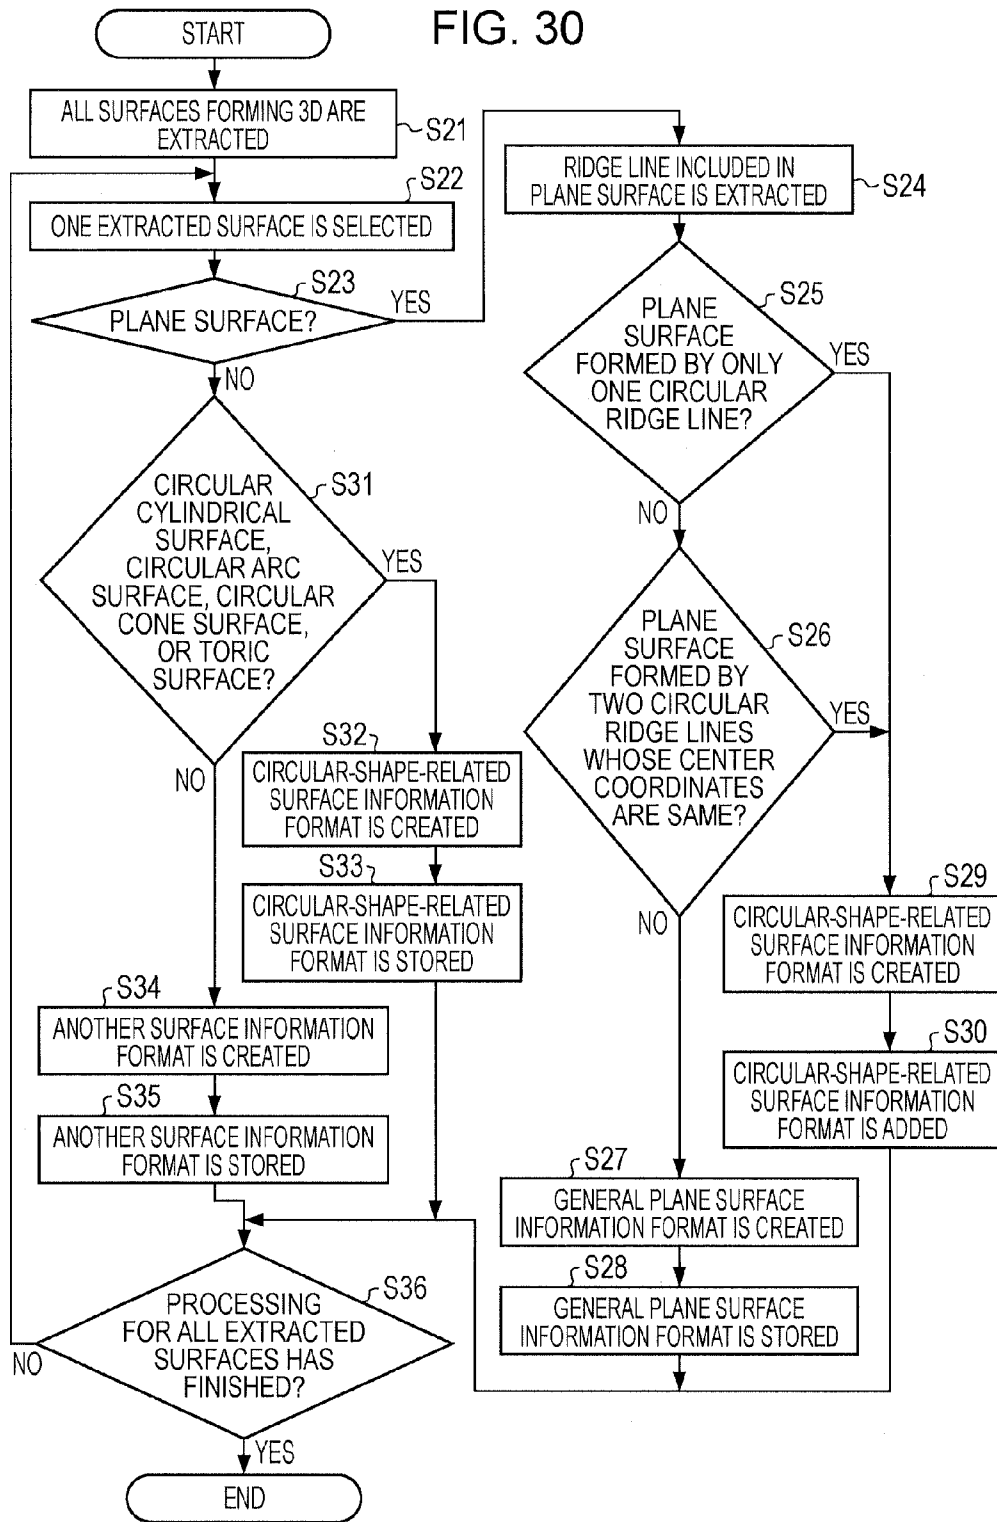 FIG. 30
START
ALL SURFACES FORMING 3D ARE
EXTRACTED
S21
S22
ONE EXTRACTED SURFACE IS SELECTED
S23
PLANE SURFACE?
YES
NO
S31
CIRCULAR
CYLINDRICAL
SURFACE,
CIRCULAR ARC
SURFACE, CIRCULAR
CONE SURFACE,
OR TORIC
SURFACE?
YES
NO
S32
CIRCULAR-SHAPE-RELATED
SURFACE INFORMATION
FORMAT IS CREATED
S33
CIRCULAR-SHAPE-RELATED
SURFACE INFORMATION
FORMAT IS STORED
S34
ANOTHER SURFACE INFORMATION
FORMAT IS CREATED
S35
ANOTHER SURFACE INFORMATION
FORMAT IS STORED
S36
PROCESSING
FOR ALL EXTRACTED
SURFACES HAS
FINISHED?
NO
YES
END
RIDGE LINE INCLUDED IN
PLANE SURFACE IS EXTRACTED
S24
S25
PLANE
SURFACE
FORMED BY ONLY
ONE CIRCULAR
RIDGE LINE?
YES
NO
S26
PLANE
SURFACE
FORMED BY
TWO CIRCULAR
RIDGE LINES
WHOSE CENTER
COORDINATES
ARE SAME?
YES
NO
S29
CIRCULAR-SHAPE-RELATED
SURFACE INFORMATION
FORMAT IS CREATED
S30
CIRCULAR-SHAPE-RELATED
SURFACE INFORMATION
FORMAT IS ADDED
S27
GENERAL PLANE SURFACE
INFORMATION FORMAT IS CREATED
S28
GENERAL PLANE SURFACE
INFORMATION FORMAT IS STORED